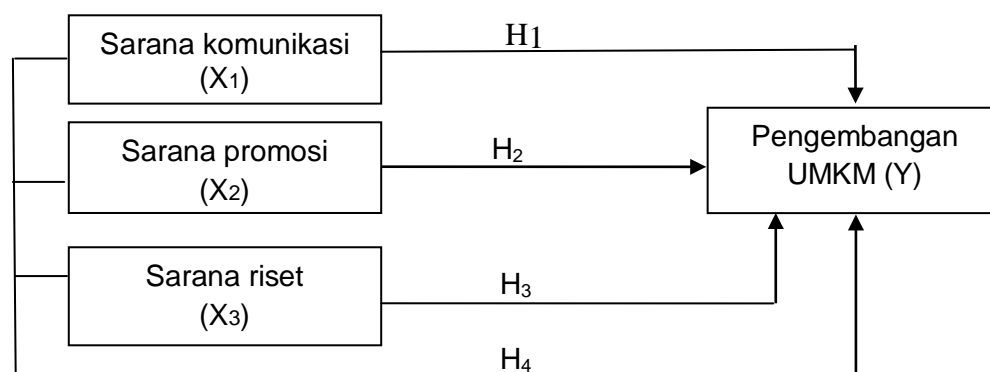 Sarana komunikasi
(X1)
H1
Sarana promosi
(X2)
H2
Pengembangan
UMKM (Y)
Sarana riset
(X3)
H3
H4